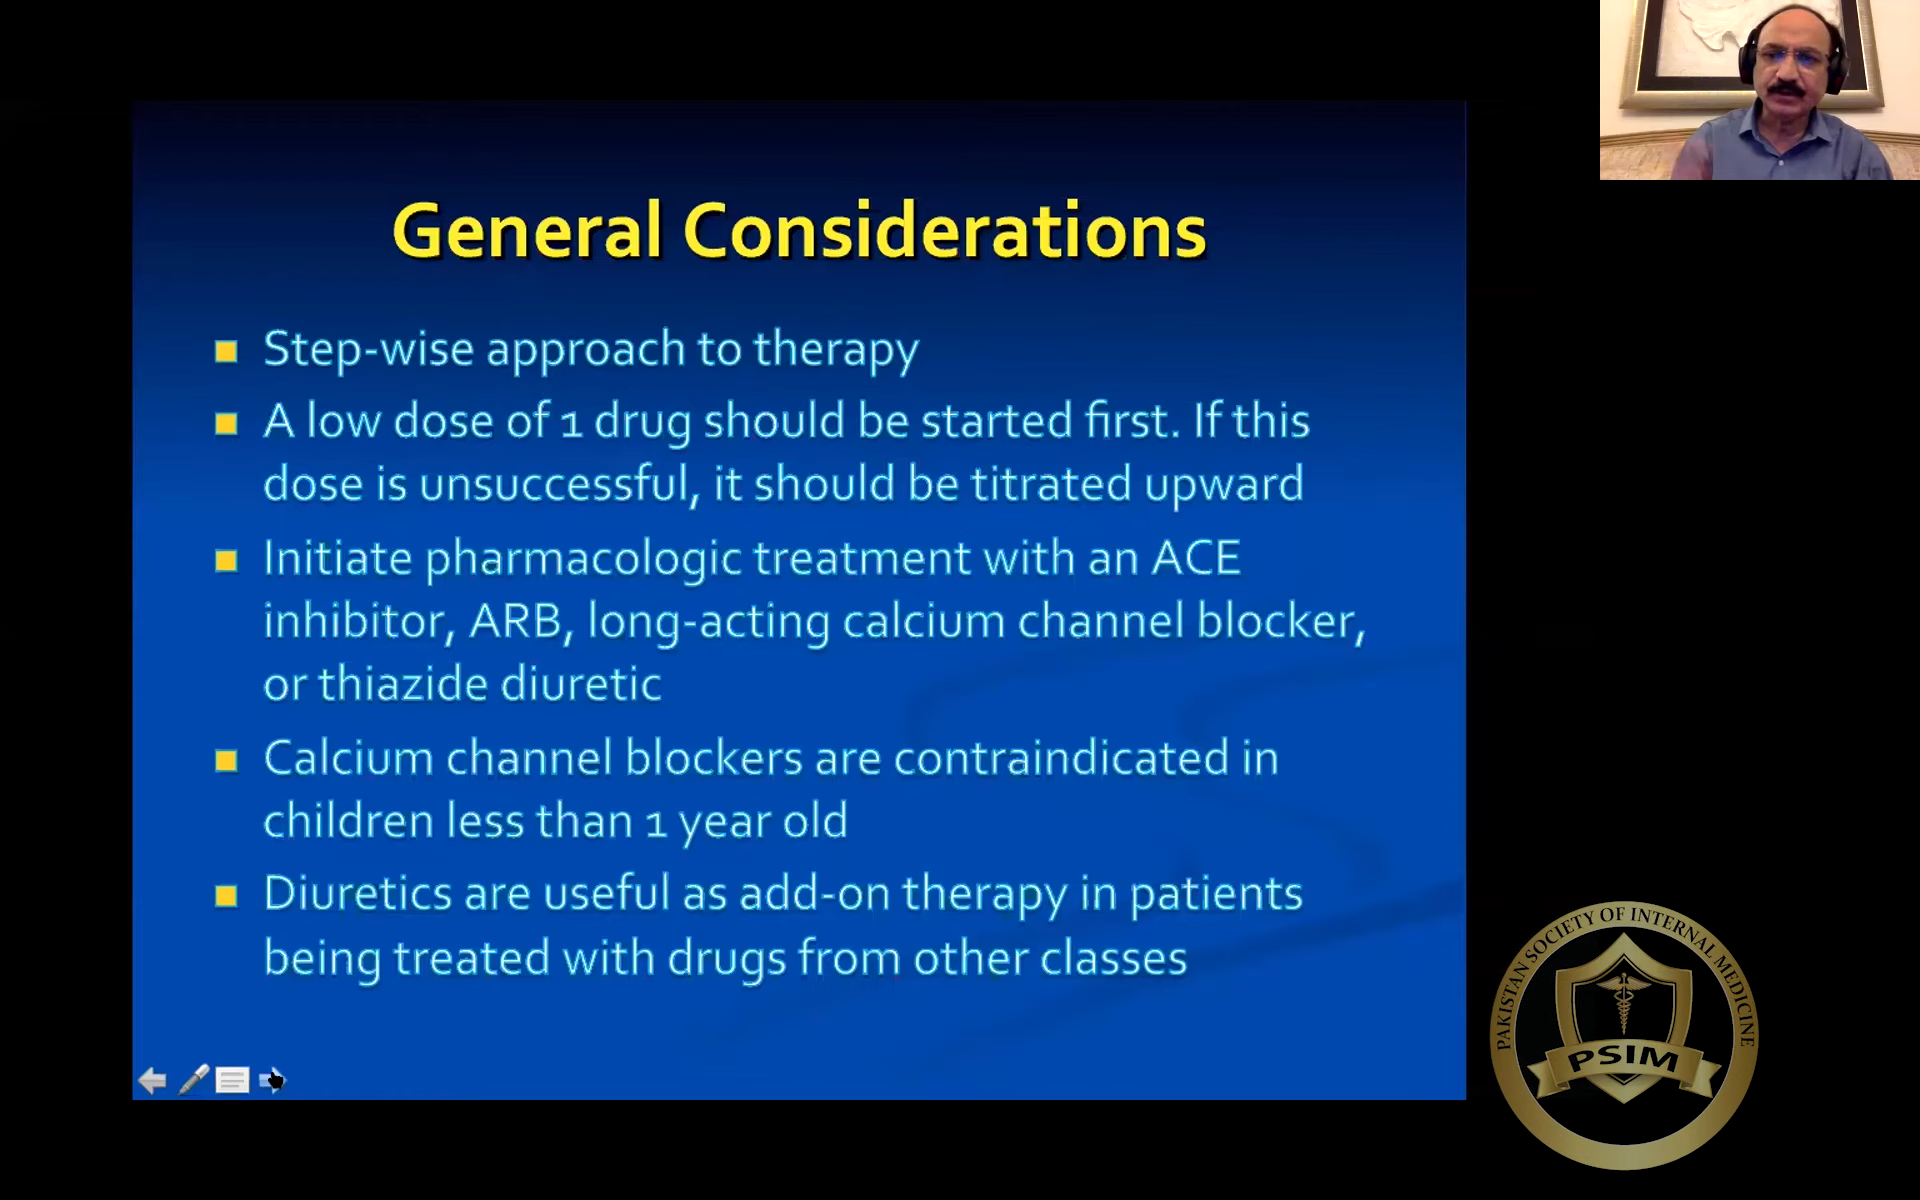 General Considerations
Step-wise approach to therapy
A low dose of 1 drug should be started first. If this
dose is unsuccessful, it should be titrated upward
Initiate pharmacologic treatment with an ACE
inhibitor, ARB, long-acting calcium channel blocker,
or thiazide diuretic
Calcium channel blockers are contraindicated in
children less than 1 year old
Diuretics are useful as add-on therapy in patients
being treated with drugs from other classes
PAKISTAN SOCIETY OF INTERNAL MEDICINE
PSIM